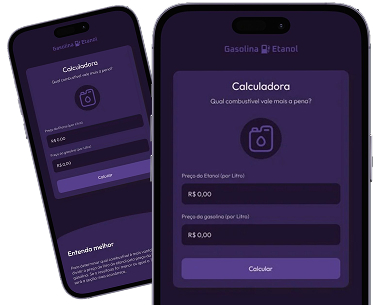 Gasolina Etanol
Calculadora
Qual combustível vale mais a pena?
Preço do Etanol (por Litro)
R$ 0,00
Preço da gasolina (por Litro)
R$ 0,00
Calcular
Entenda melhor
Gasolina Etanol
Calculadora
Qual combustível vale mais a pena?
Preço do Etanol (por Litro)
R$ 0,00
Preço da gasolina (por Litro)
R$ 0,00
Calcular